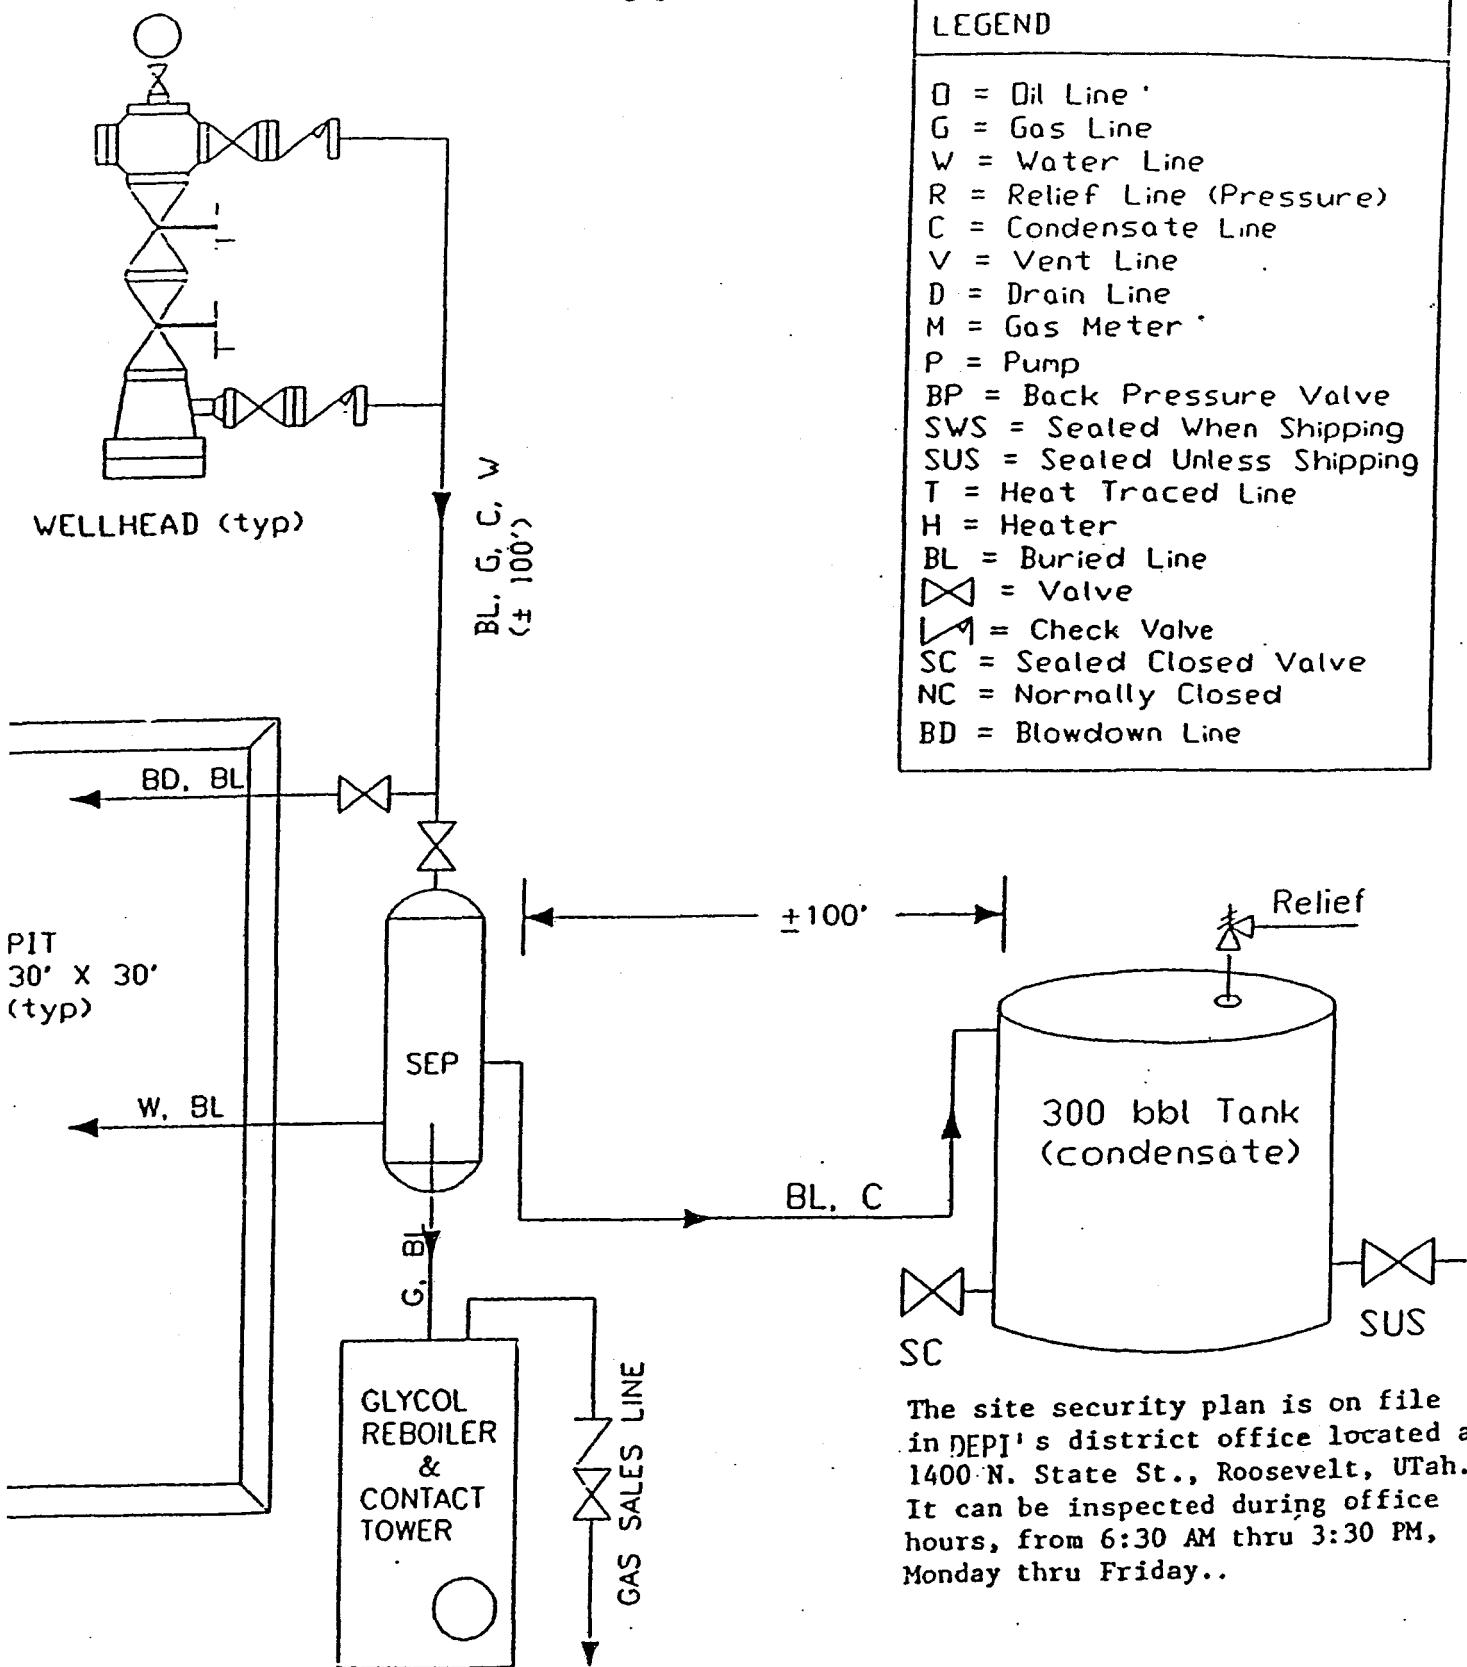 LEGEND
O = Oil Line
G = Gas Line
W = Water Line
R = Relief Line (Pressure)
C = Condensate Line
V = Vent Line
D = Drain Line
M = Gas Meter
P = Pump
BP = Back Pressure Valve
SWS = Sealed When Shipping
SUS = Sealed Unless Shipping
T = Heat Traced Line
H = Heater
BL = Buried Line
= Valve
= Check Valve
SC = Sealed Closed Valve
NC = Normally Closed
BD = Blowdown Line
WELLHEAD (typ)
BL, G, C, W
(± 100')
BD, BL
PIT
30' X 30'
(typ)
±100'
Relief
SEP
W, BL
300 bbl Tank
(condensate)
BL, C
G, BL
SC
SUS
GLYCOL
REBOILER
&
CONTACT
TOWER
GAS SALES LINE
The site security plan is on file
in DEPI's district office located a
1400 N. State St., Roosevelt, UTah.
It can be inspected during office
hours, from 6:30 AM thru 3:30 PM,
Monday thru Friday..